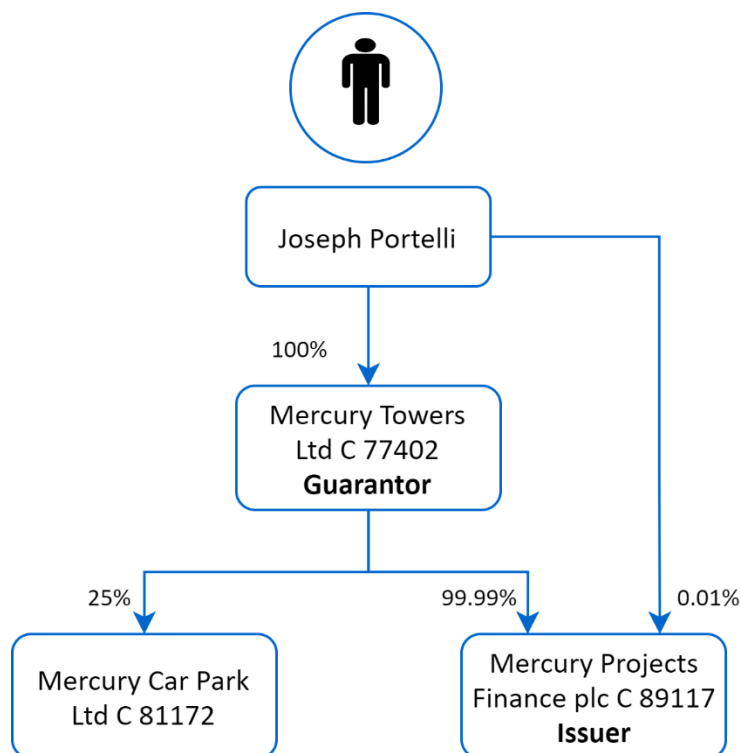 Joseph Portelli
100%
Mercury Towers
Ltd C 77402
Guarantor
25%
99.99%
0.01%
Mercury Car Park
Ltd C 81172
Mercury Projects
Finance plc C 89117
Issuer